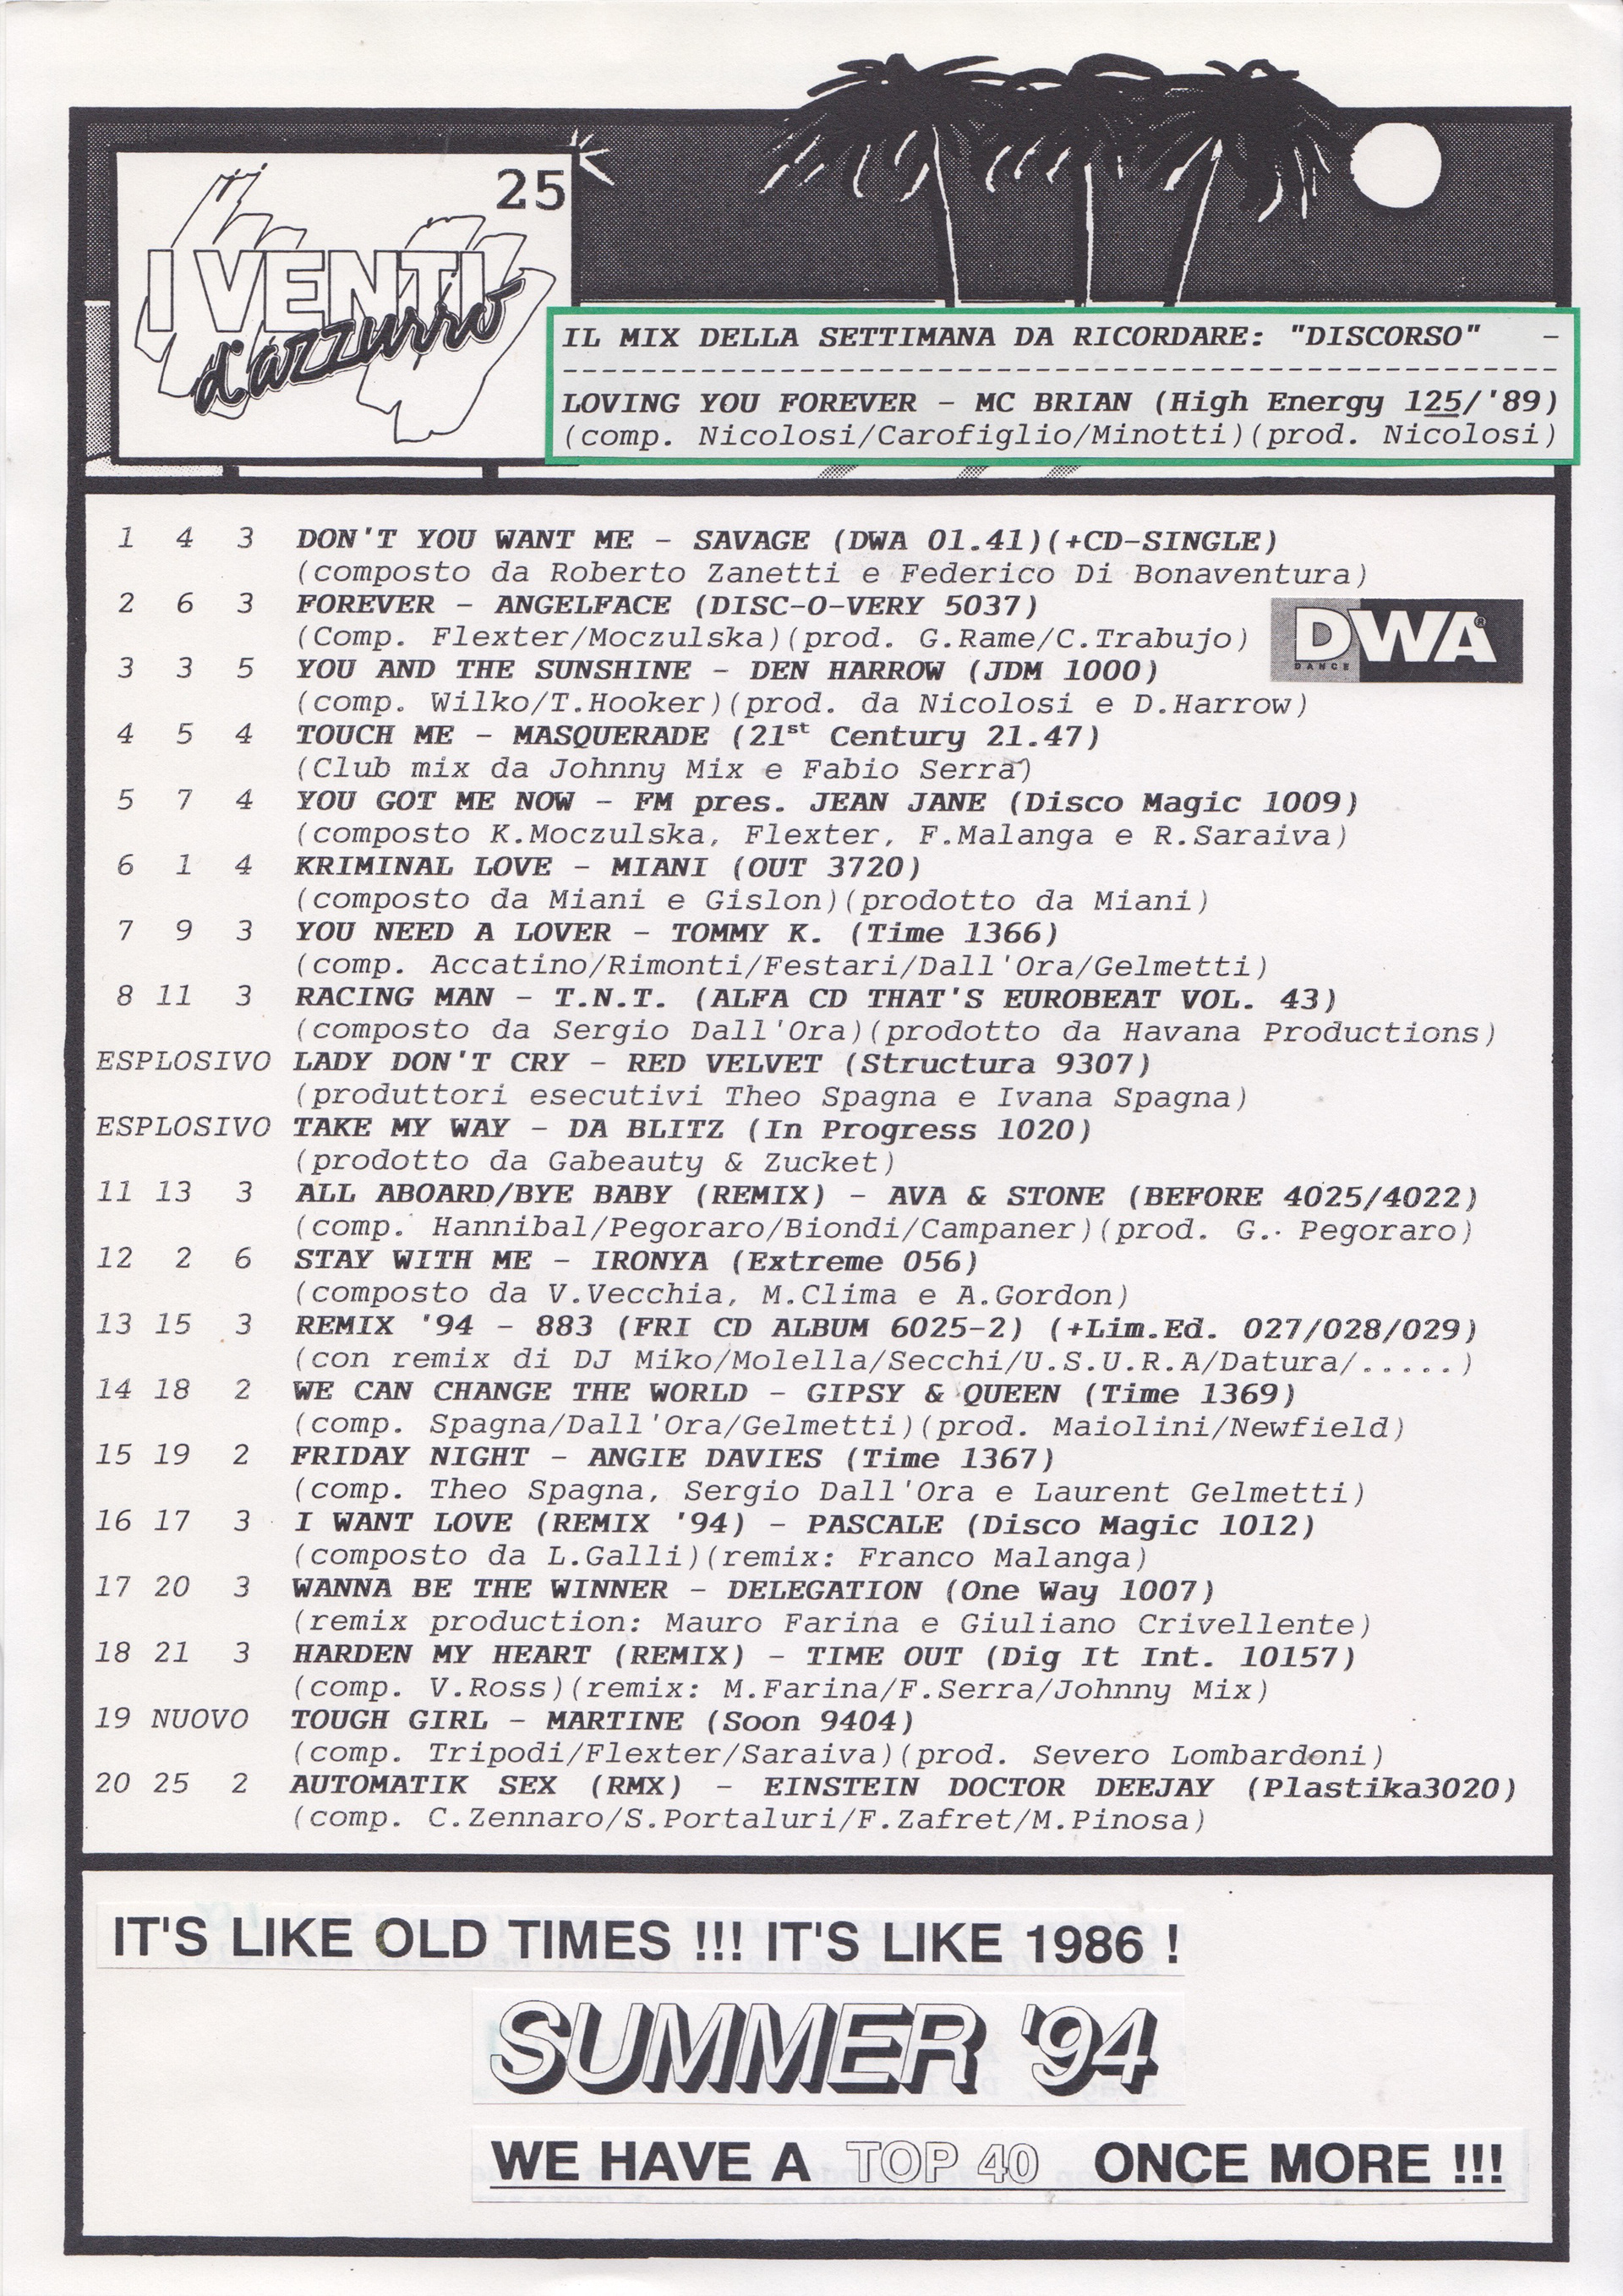 25
I VENTI
d'azzurro
IL MIX DELLA SETTIMANA DA RICORDARE: "DISCORSO" -
---------------------------------------------------
LOVING YOU FOREVER - MC BRIAN (High Energy 125/'89)
(comp. Nicolosi/Carofiglio/Minotti)(prod. Nicolosi)
1 4 3 DON'T YOU WANT ME - SAVAGE (DWA 01.41)(+CD-SINGLE)
(composto da Roberto Zanetti e Federico Di Bonaventura)
2 6 3 FOREVER - ANGELFACE (DISC-O-VERY 5037)
(Comp. Flexter/Moczulska)(prod. G.Rame/C.Trabujo)
DWA®
DANCE
3 3 5 YOU AND THE SUNSHINE - DEN HARROW (JDM 1000)
(comp. Wilko/T.Hooker)(prod. da Nicolosi e D.Harrow)
4 5 4 TOUCH ME - MASQUERADE (21st Century 21.47)
(Club mix da Johnny Mix e Fabio Serra)
5 7 4 YOU GOT ME NOW - FM pres. JEAN JANE (Disco Magic 1009)
(composto K.Moczulska, Flexter, F.Malanga e R.Saraiva)
6 1 4 KRIMINAL LOVE - MIANI (OUT 3720)
(composto da Miani e Gislon)(prodotto da Miani)
7 9 3 YOU NEED A LOVER - TOMMY K. (Time 1366)
(comp. Accatino/Rimonti/Festari/Dall'Ora/Gelmetti)
8 11 3 RACING MAN - T.N.T. (ALFA CD THAT'S EUROBEAT VOL. 43)
(composto da Sergio Dall'Ora)(prodotto da Havana Productions)
ESPLOSIVO LADY DON'T CRY - RED VELVET (Structura 9307)
(produttori esecutivi Theo Spagna e Ivana Spagna)
ESPLOSIVO TAKE MY WAY - DA BLITZ (In Progress 1020)
(prodotto da Gabeauty & Zucket)
11 13 3 ALL ABOARD/BYE BABY (REMIX) - AVA & STONE (BEFORE 4025/4022)
(comp. Hannibal/Pegoraro/Biondi/Campaner)(prod. G. Pegoraro)
12 2 6 STAY WITH ME - IRONYA (Extreme 056)
(composto da V.Vecchia, M.Clima e A.Gordon)
13 15 3 REMIX '94 - 883 (FRI CD ALBUM 6025-2) (+Lim.Ed. 027/028/029)
(con remix di DJ Miko/Molella/Secchi/U.S.U.R.A/Datura/.....)
14 18 2 WE CAN CHANGE THE WORLD - GIPSY & QUEEN (Time 1369)
(comp. Spagna/Dall'Ora/Gelmetti)(prod. Maiolini/Newfield)
15 19 2 FRIDAY NIGHT - ANGIE DAVIES (Time 1367)
(comp. Theo Spagna, Sergio Dall'Ora e Laurent Gelmetti)
16 17 3 I WANT LOVE (REMIX '94) - PASCALE (Disco Magic 1012)
(composto da L.Galli)(remix: Franco Malanga)
17 20 3 WANNA BE THE WINNER - DELEGATION (One Way 1007)
(remix production: Mauro Farina e Giuliano Crivellente)
18 21 3 HARDEN MY HEART (REMIX) - TIME OUT (Dig It Int. 10157)
(comp. V.Ross)(remix: M.Farina/F.Serra/Johnny Mix)
19 NUOVO TOUGH GIRL - MARTINE (Soon 9404)
(comp. Tripodi/Flexter/Saraiva)(prod. Severo Lombardoni)
20 25 2 AUTOMATIK SEX (RMX) - EINSTEIN DOCTOR DEEJAY (Plastika3020)
(comp. C.Zennaro/S.Portaluri/F.Zafret/M.Pinosa)
IT'S LIKE OLD TIMES !!! IT'S LIKE 1986 !
SUMMER '94
WE HAVE A TOP 40 ONCE MORE !!!